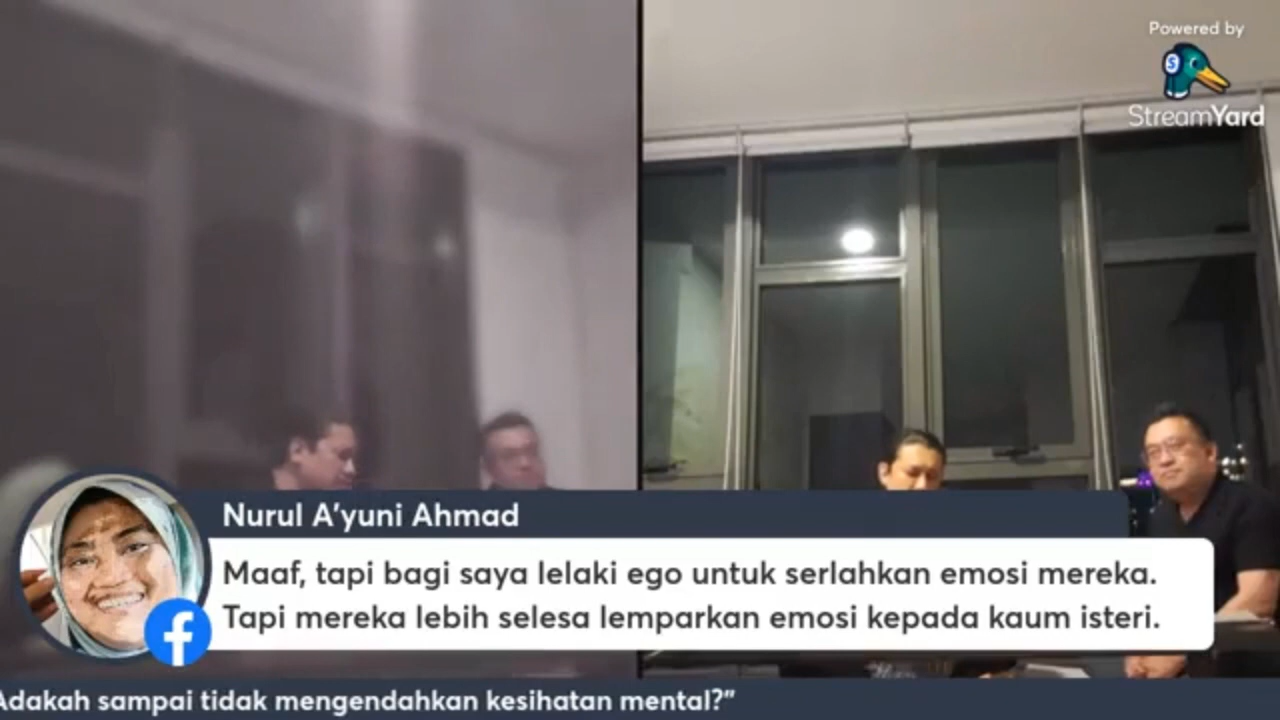 Powered by
StreamYard
Nurul A'yuni Ahmad
Maaf, tapi bagi saya lelaki ego untuk serlahkan emosi mereka.
Tapi mereka lebih selesa lemparkan emosi kepada kaum isteri.
Adakah sampai tidak mengendahkan kesihatan mental?"